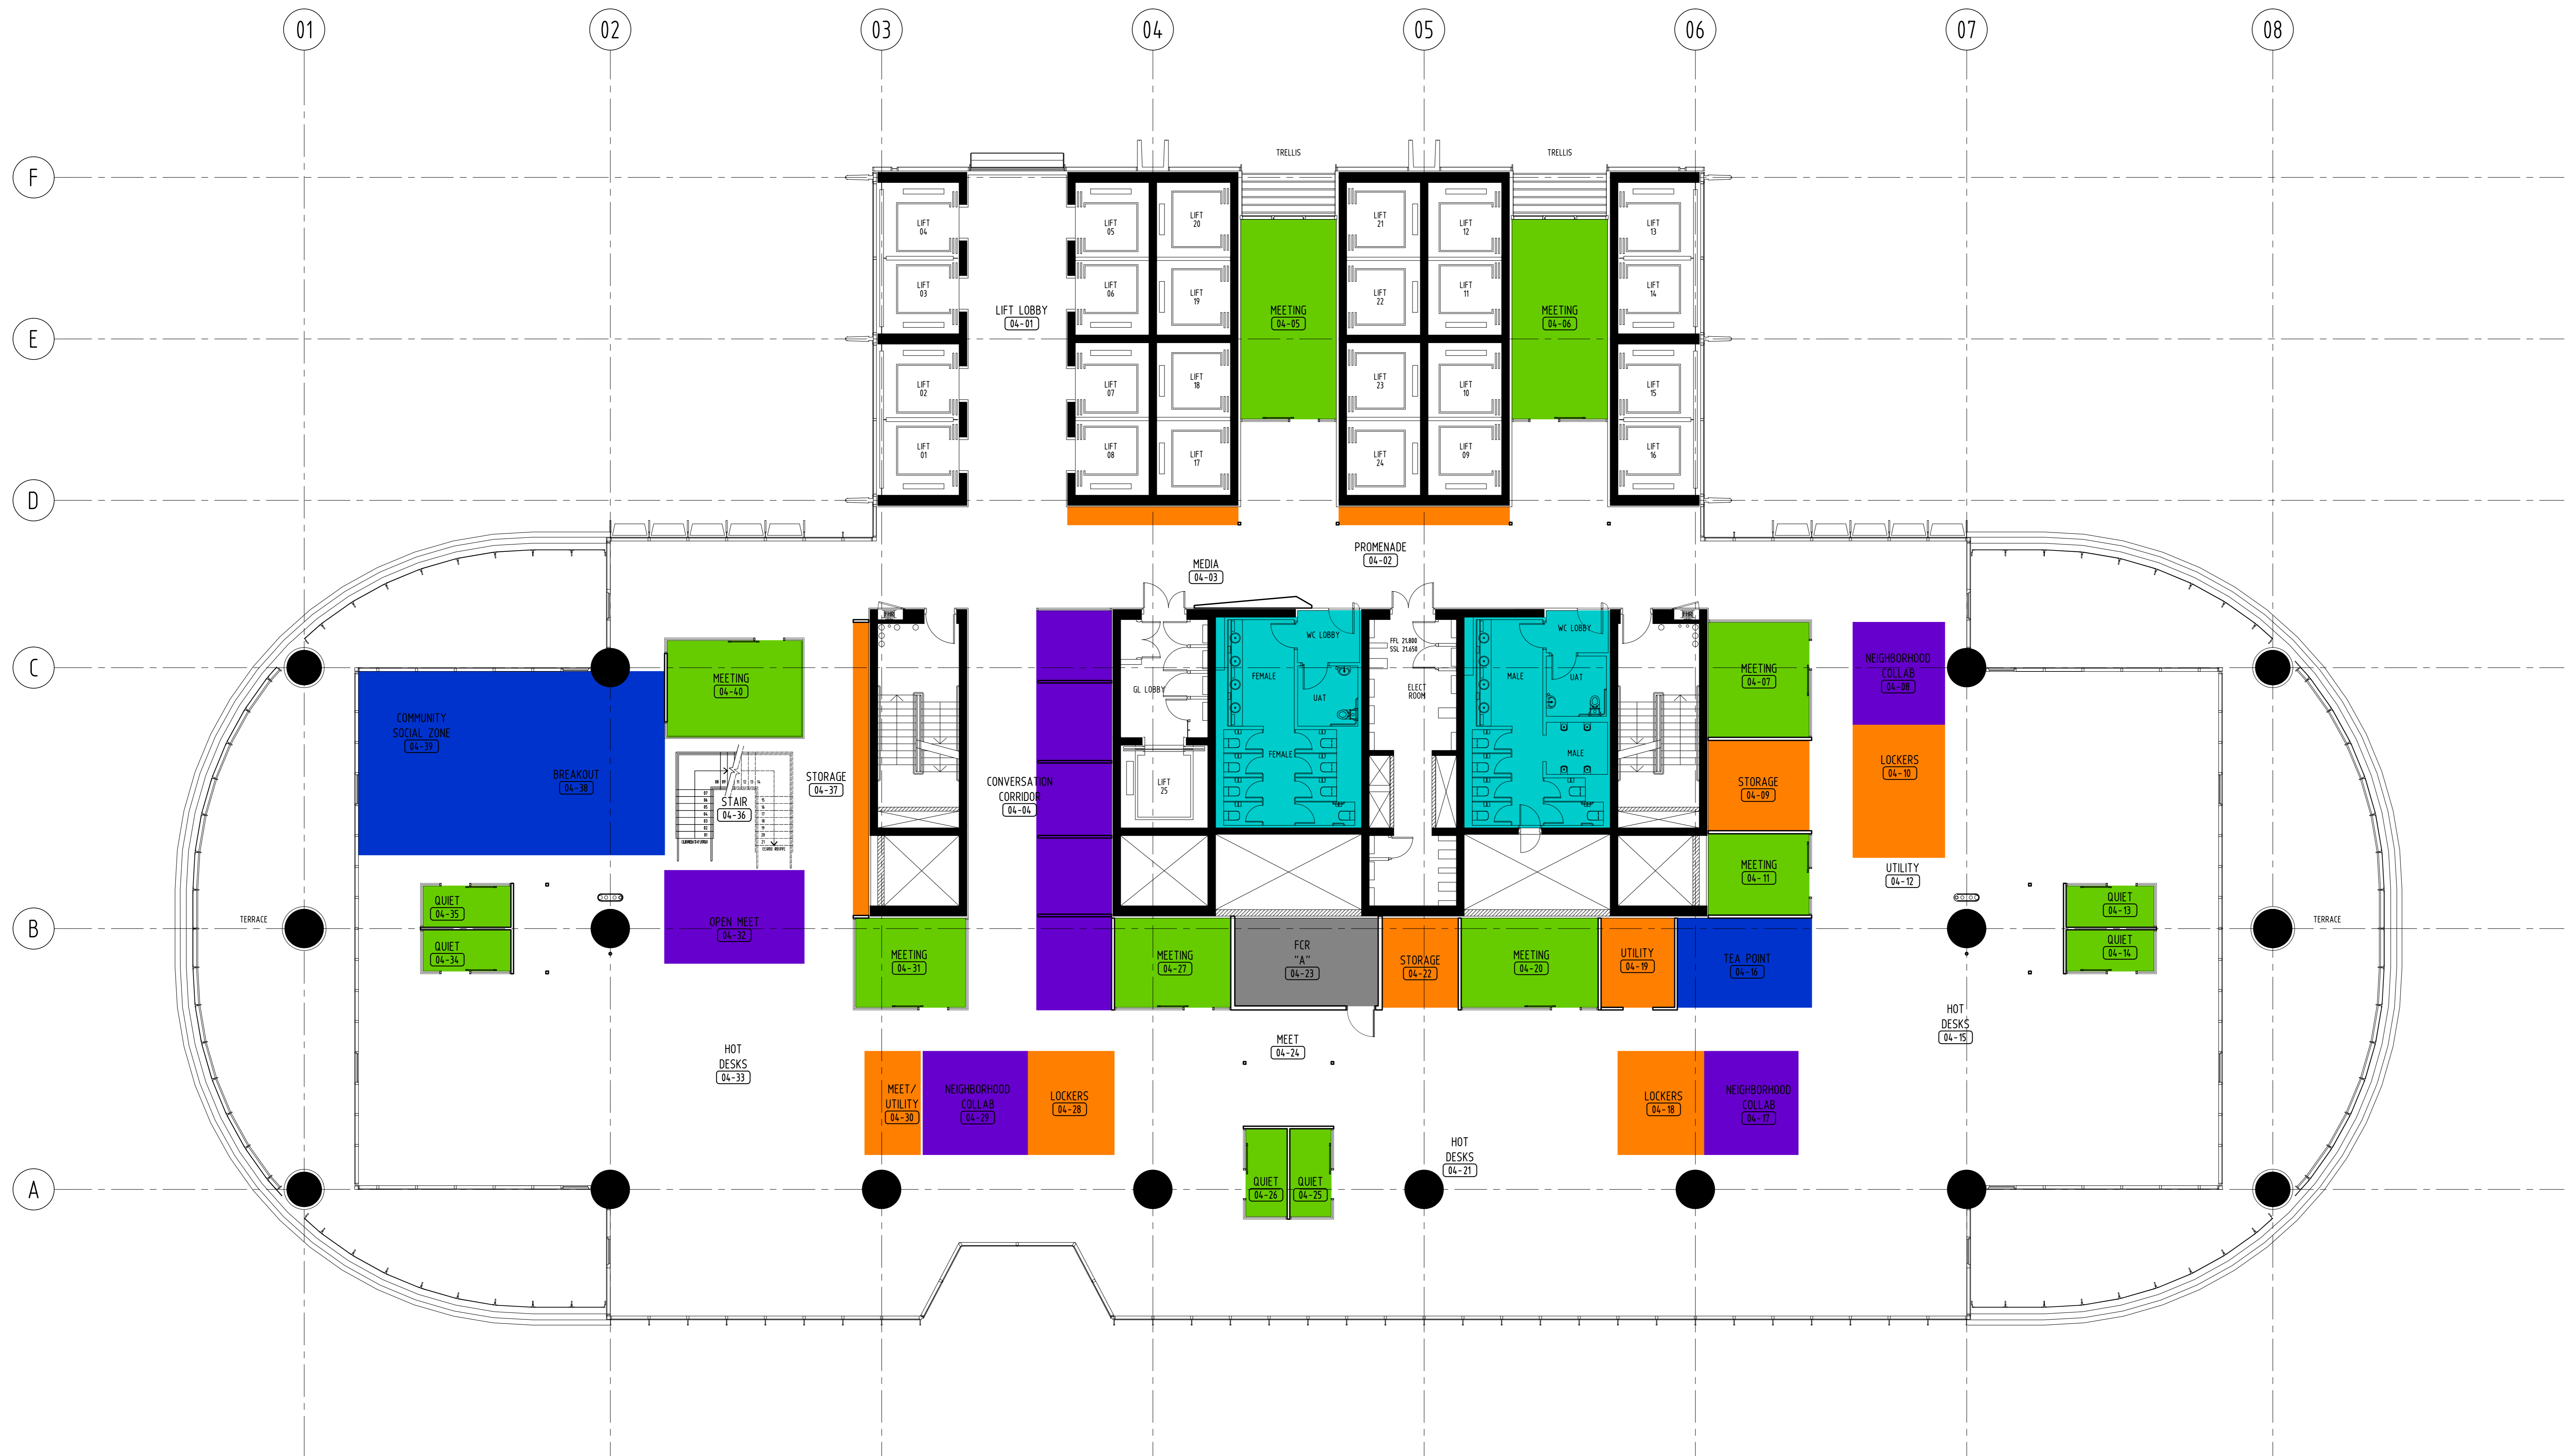 01 02 03 04 05 06 07 08
TRELLIS TRELLIS
F
LIFT 04
LIFT 05
LIFT 20
LIFT 21
LIFT 12
LIFT 13
LIFT 03
LIFT 06
LIFT 19
LIFT 22
LIFT 11
LIFT 14
LIFT LOBBY
04-01
MEETING
04-05
MEETING
04-06
E
LIFT 02
LIFT 07
LIFT 18
LIFT 23
LIFT 10
LIFT 15
LIFT 01
LIFT 08
LIFT 17
LIFT 24
LIFT 09
LIFT 16
D
PROMENADE
04-02
MEDIA
04-03
WC LOBBY
WC LOBBY
FFL 21.800
SSL 21.650
C
MEETING
04-40
GL LOBBY
FEMALE
UAT
ELECT
ROOM
MALE
UAT
MEETING
04-07
NEIGHBORHOOD
COLLAB
04-08
COMMUNITY
SOCIAL ZONE
04-39
BREAKOUT
04-38
STAIR
04-36
STORAGE
04-37
CONVERSATION
CORRIDOR
04-04
LIFT
25
FEMALE
MALE
STORAGE
04-09
LOCKERS
04-10
MEETING
04-11
UTILITY
04-12
QUIET
04-35
QUIET
04-13
B
TERRACE
OPEN MEET
04-32
TERRACE
QUIET
04-34
QUIET
04-14
MEETING
04-31
MEETING
04-27
FCR
"A"
04-23
STORAGE
04-22
MEETING
04-20
UTILITY
04-19
TEA POINT
04-16
HOT
DESKS
04-15
MEET
04-24
HOT
DESKS
04-33
MEET/
UTILITY
04-30
NEIGHBORHOOD
COLLAB
04-29
LOCKERS
04-28
LOCKERS
04-18
NEIGHBORHOOD
COLLAB
04-17
HOT
DESKS
04-21
A
QUIET
04-26
QUIET
04-25